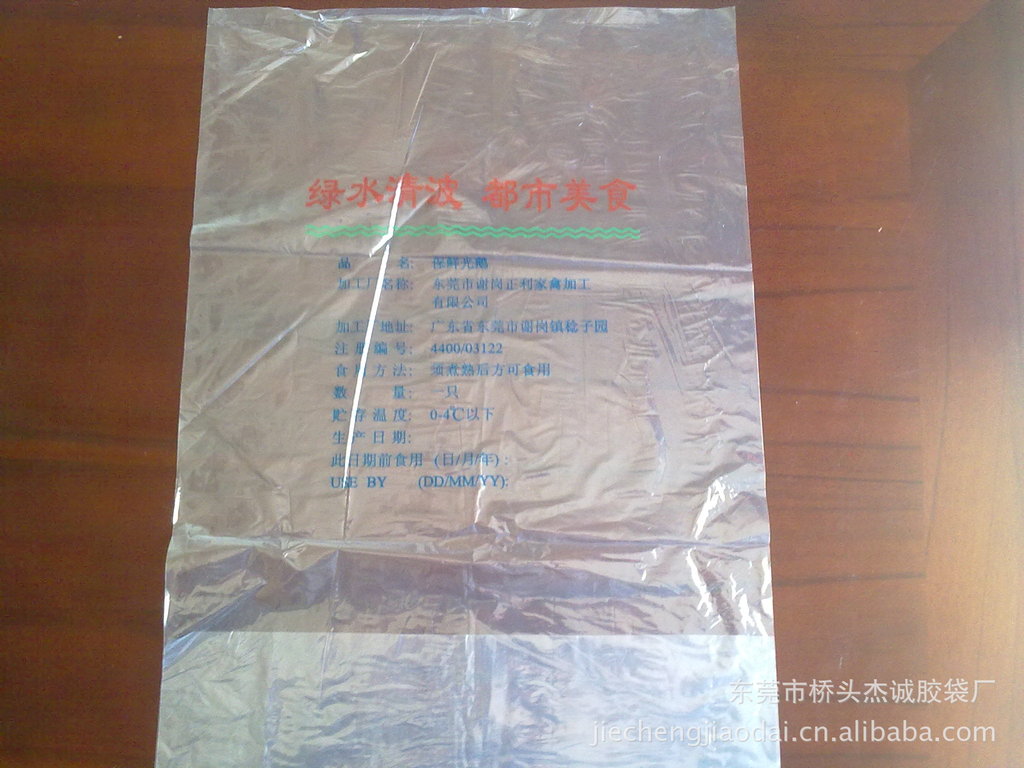 绿水清波 都市美食
品 名: 保鲜光鹅
加工厂名称: 东莞市谢岗正利家禽加工
有限公司
加工厂地址: 广东省东莞市谢岗镇稔子园
注册编号: 4400/03122
食用方法: 须煮熟后方可食用
数 量: 一只
贮存温度: 0-4℃以下
生产日期:
此日期前食用 (日/月/年):
USE BY (DD/MM/YY):
东莞市桥头杰诚胶袋厂
jiechengjiaodai.cn.alibaba.com